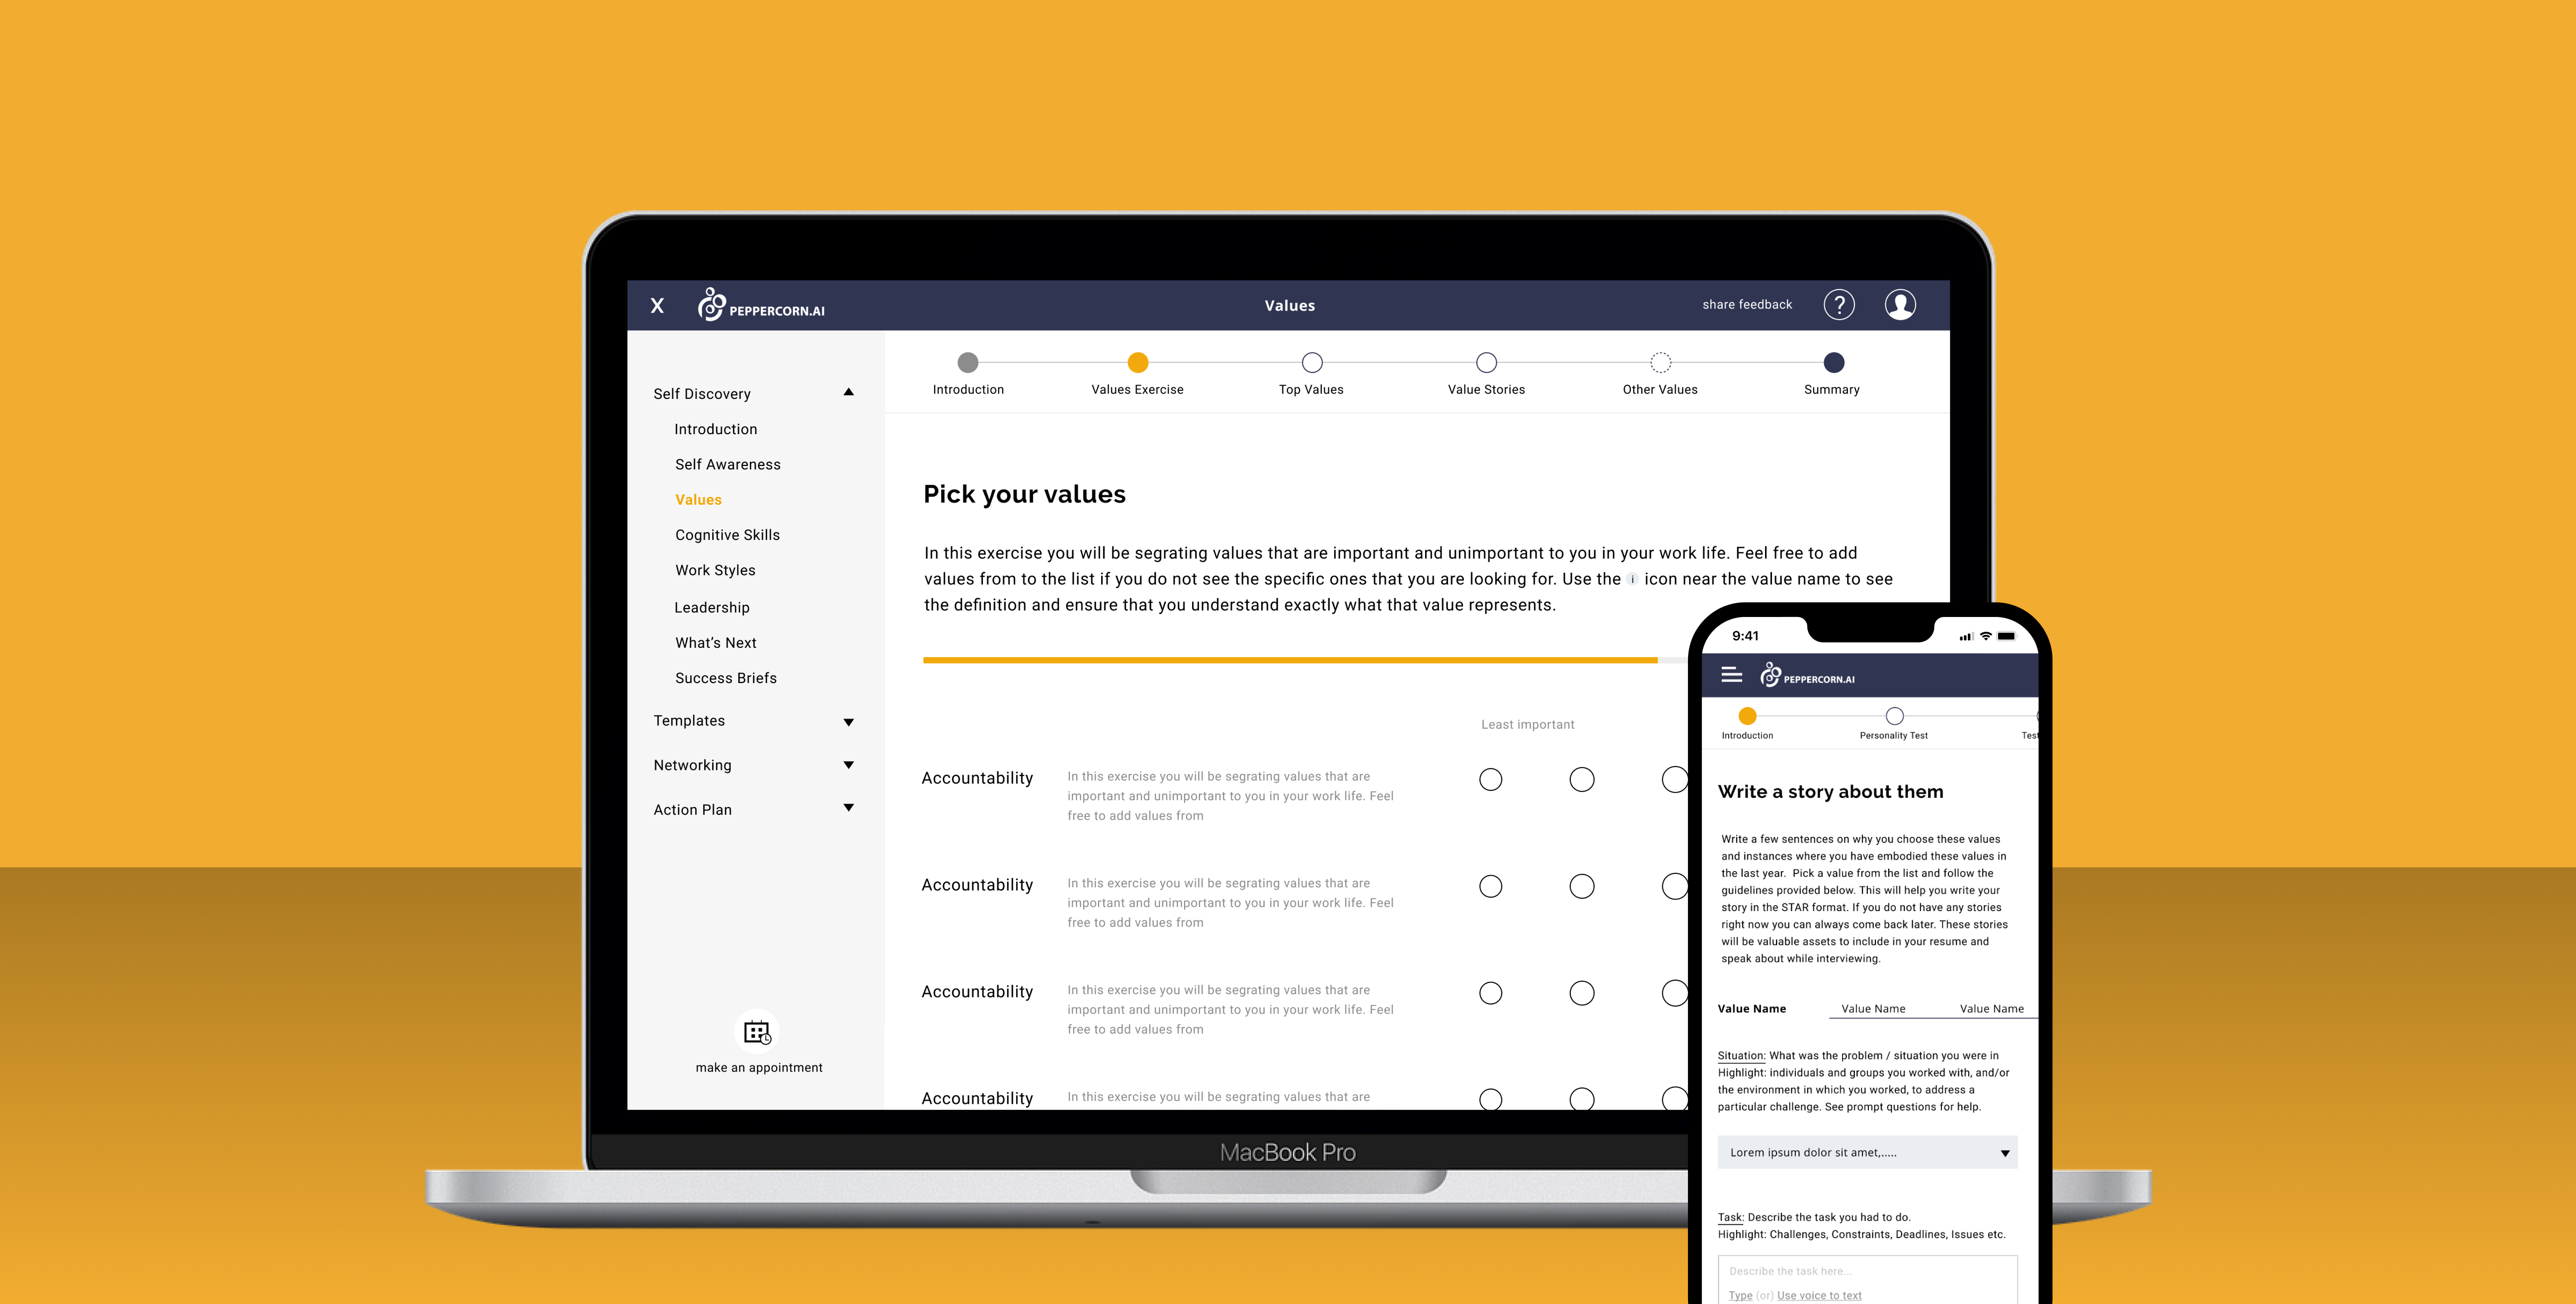 X
PEPPERCORN.AI
Values
share feedback
?
Introduction
Values Exercise
Top Values
Value Stories
Other Values
Summary
Self Discovery
Introduction
Self Awareness
Values
Cognitive Skills
Work Styles
Leadership
What's Next
Success Briefs
Templates
Networking
Action Plan
make an appointment
Pick your values
In this exercise you will be segrating values that are important and unimportant to you in your work life. Feel free to add
values from to the list if you do not see the specific ones that you are looking for. Use the i icon near the value name to see
the definition and ensure that you understand exactly what that value represents.
Least important
Accountability
In this exercise you will be segrating values that are
important and unimportant to you in your work life. Feel
free to add values from
Accountability
In this exercise you will be segrating values that are
important and unimportant to you in your work life. Feel
free to add values from
Accountability
In this exercise you will be segrating values that are
important and unimportant to you in your work life. Feel
free to add values from
Accountability
In this exercise you will be segrating values that are
MacBook Pro
9:41
PEPPERCORN.AI
Introduction
Personality Test
Test
Write a story about them
Write a few sentences on why you choose these values
and instances where you have embodied these values in
the last year. Pick a value from the list and follow the
guidelines provided below. This will help you write your
story in the STAR format. If you do not have any stories
right now you can always come back later. These stories
will be valuable assets to include in your resume and
speak about while interviewing.
Value Name
Value Name
Value Name
Situation: What was the problem / situation you were in
Highlight: individuals and groups you worked with, and/or
the environment in which you worked, to address a
particular challenge. See prompt questions for help.
Lorem ipsum dolor sit amet,.....
Task: Describe the task you had to do.
Highlight: Challenges, Constraints, Deadlines, Issues etc.
Describe the task here...
Type (or) Use voice to text